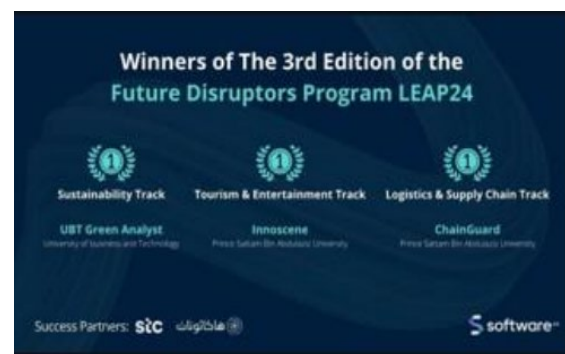 Winners of The 3rd Edition of the
Future Disruptors Program LEAP24
1
1
1
Sustainability Track
Tourism & Entertainment Track
Logistics & Supply Chain Track
UBT Green Analyst
University of Business and Technology
Innoscene
Prince Sattam Bin Abdulaziz University
ChainGuard
Prince Sattam Bin Abdulaziz University
Success Partners: stc هاكاثونات
software